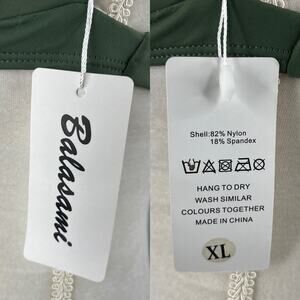 Balasami
Shell:82% Nylon
18% Spandex
HANG TO DRY
WASH SIMILAR
COLOURS TOGETHER
MADE IN CHINA
XL